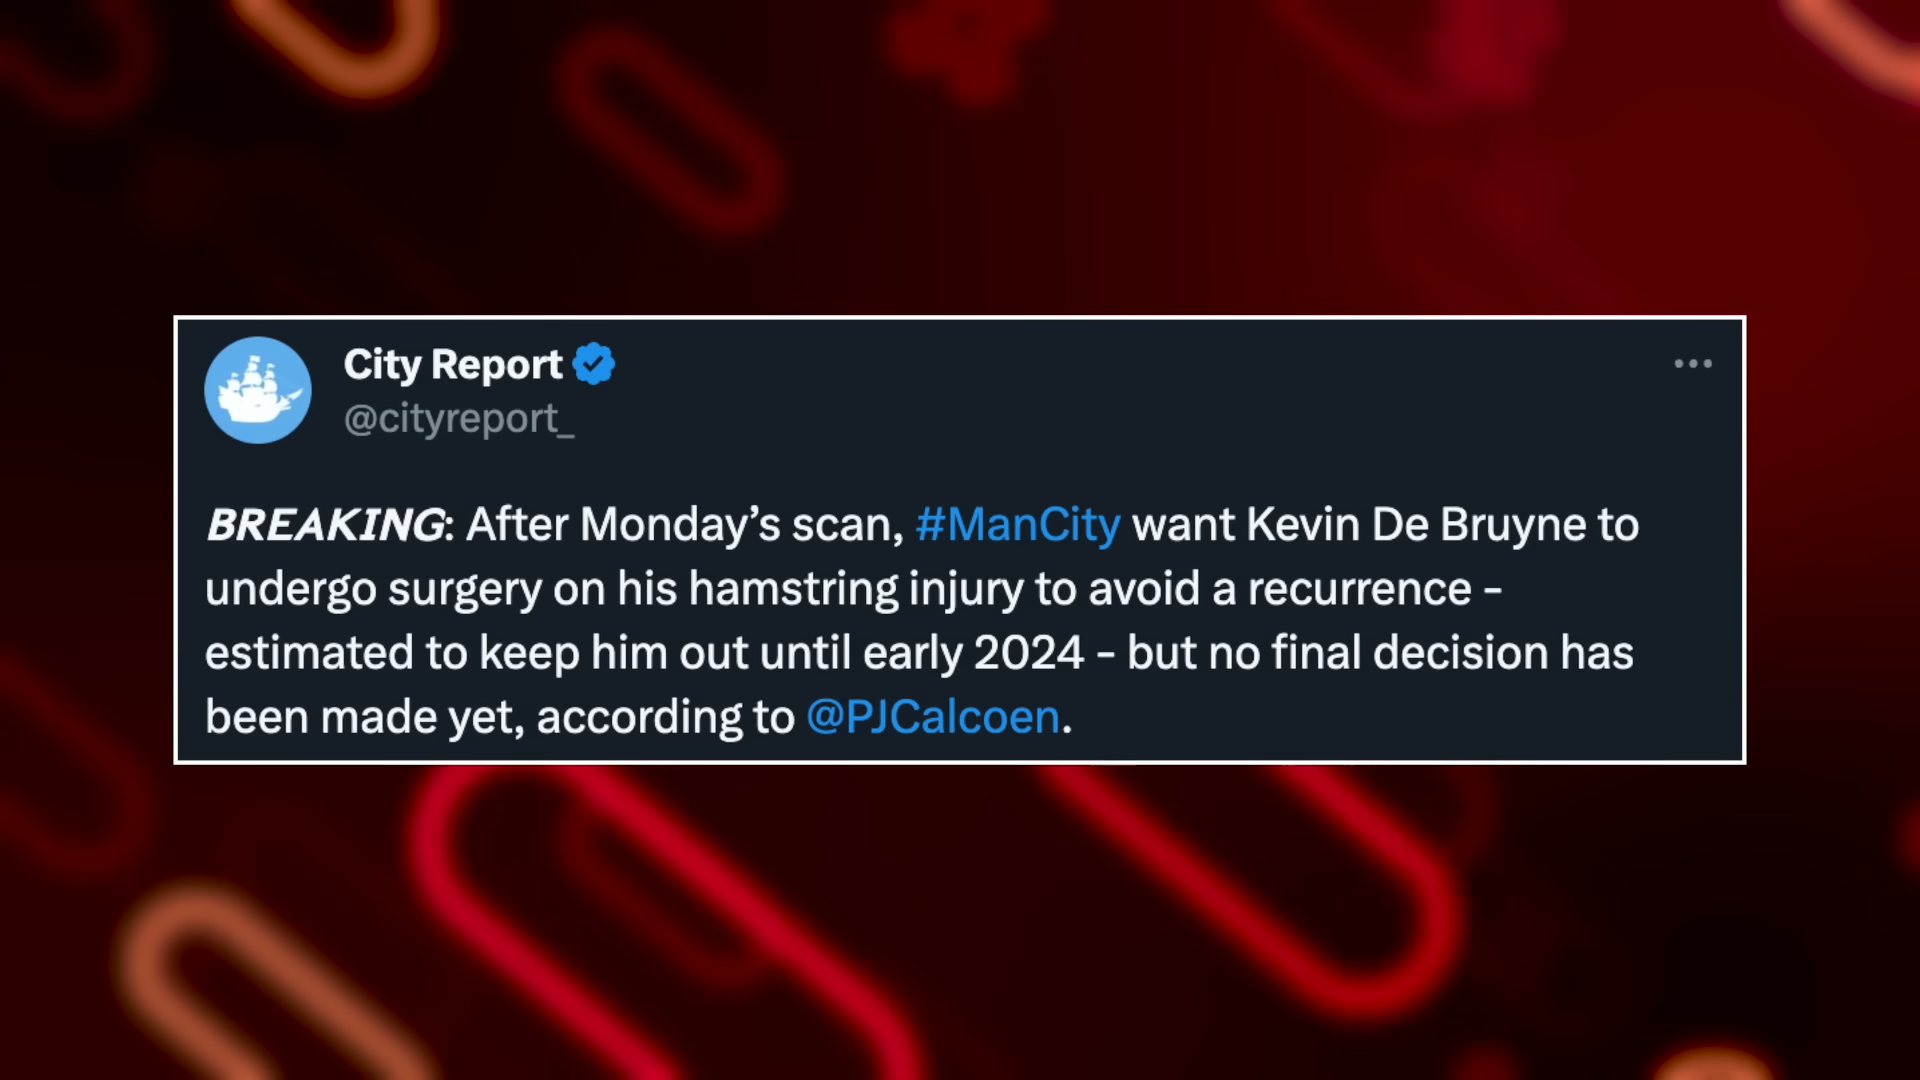 City Report
@cityreport_
BREAKING: After Monday’s scan, #ManCity want Kevin De Bruyne to
undergo surgery on his hamstring injury to avoid a recurrence -
estimated to keep him out until early 2024 - but no final decision has
been made yet, according to @PJCalcoen.